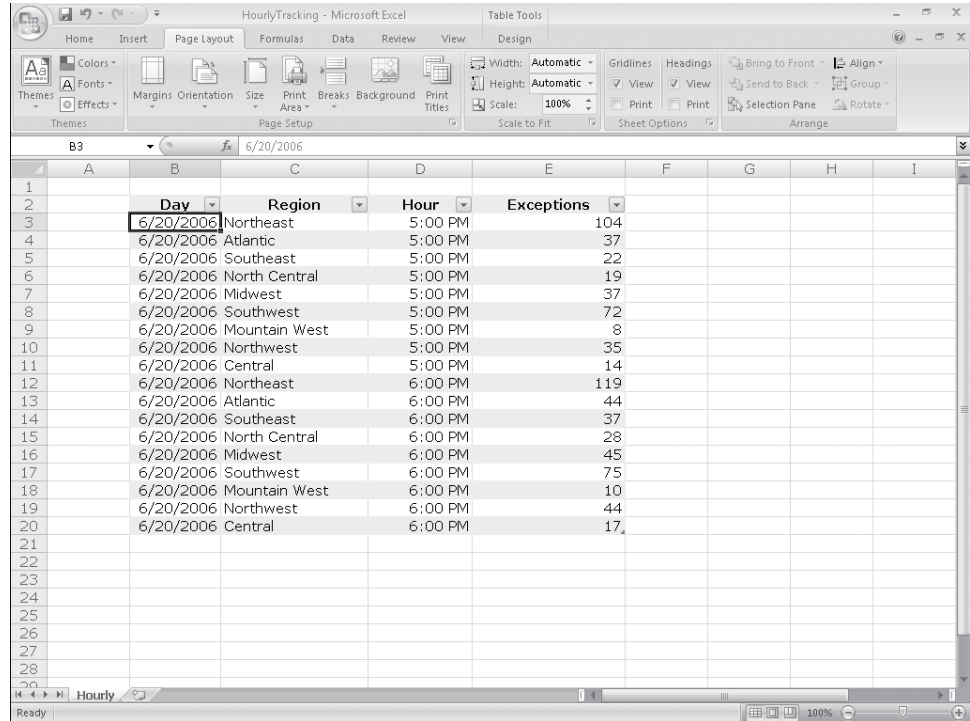 HourlyTracking - Microsoft Excel Table Tools
Home Insert Page Layout Formulas Data Review View Design
Themes Colors Fonts Effects
Themes
Margins Orientation Size Print Area Breaks Background Print Titles
Page Setup
Width: Automatic
Height: Automatic
Scale: 100%
Scale to Fit
Gridlines Headings
View View
Print Print
Sheet Options
Bring to Front Align
Send to Back Group
Selection Pane Rotate
Arrange
B3 fx 6/20/2006
A B C D E F G H I
1
2 Day Region Hour Exceptions
3 6/20/2006 Northeast 5:00 PM 104
4 6/20/2006 Atlantic 5:00 PM 37
5 6/20/2006 Southeast 5:00 PM 22
6 6/20/2006 North Central 5:00 PM 19
7 6/20/2006 Midwest 5:00 PM 37
8 6/20/2006 Southwest 5:00 PM 72
9 6/20/2006 Mountain West 5:00 PM 8
10 6/20/2006 Northwest 5:00 PM 35
11 6/20/2006 Central 5:00 PM 14
12 6/20/2006 Northeast 6:00 PM 119
13 6/20/2006 Atlantic 6:00 PM 44
14 6/20/2006 Southeast 6:00 PM 37
15 6/20/2006 North Central 6:00 PM 28
16 6/20/2006 Midwest 6:00 PM 45
17 6/20/2006 Southwest 6:00 PM 75
18 6/20/2006 Mountain West 6:00 PM 10
19 6/20/2006 Northwest 6:00 PM 44
20 6/20/2006 Central 6:00 PM 17
21
22
23
24
25
26
27
28
29
Hourly
Ready 100%